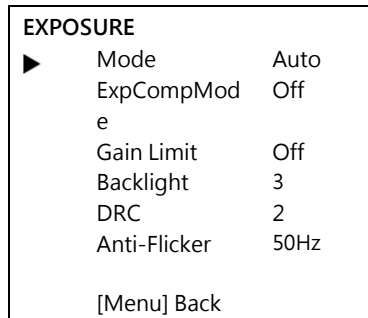 EXPOSURE
▶ Mode Auto
ExpCompMod Off
e
Gain Limit Off
Backlight 3
DRC 2
Anti-Flicker 50Hz
[Menu] Back